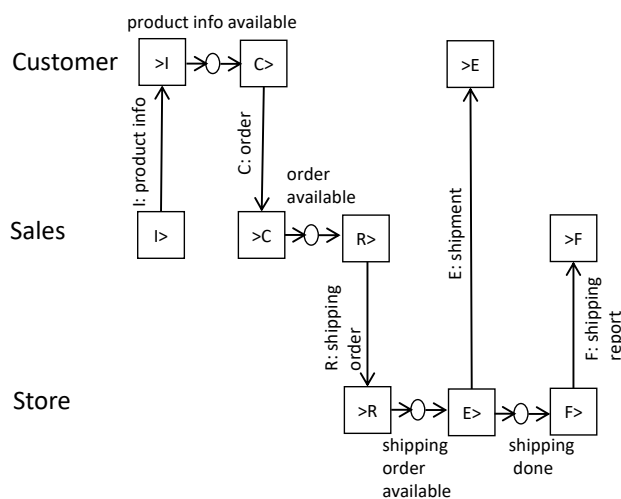 product info available
Customer
>I
C>
>E
I: product info
C: order
order
available
E: shipment
Sales
I>
>C
R>
>F
R: shipping
order
F: shipping
report
Store
>R
E>
F>
shipping
order
available
shipping
done